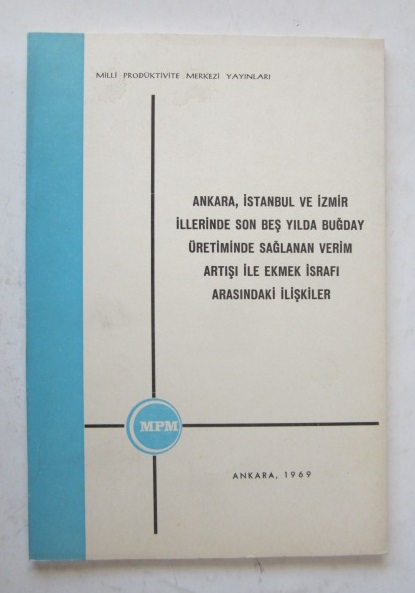 MİLLİ PRODÜKTİVİTE MERKEZİ YAYINLARI
ANKARA, İSTANBUL VE İZMİR
İLLERİNDE SON BEŞ YILDA BUĞDAY
ÜRETİMİNDE SAĞLANAN VERİM
ARTIŞI İLE EKMEK İSRAFI
ARASINDAKİ İLİŞKİLER
MPM
ANKARA, 1969